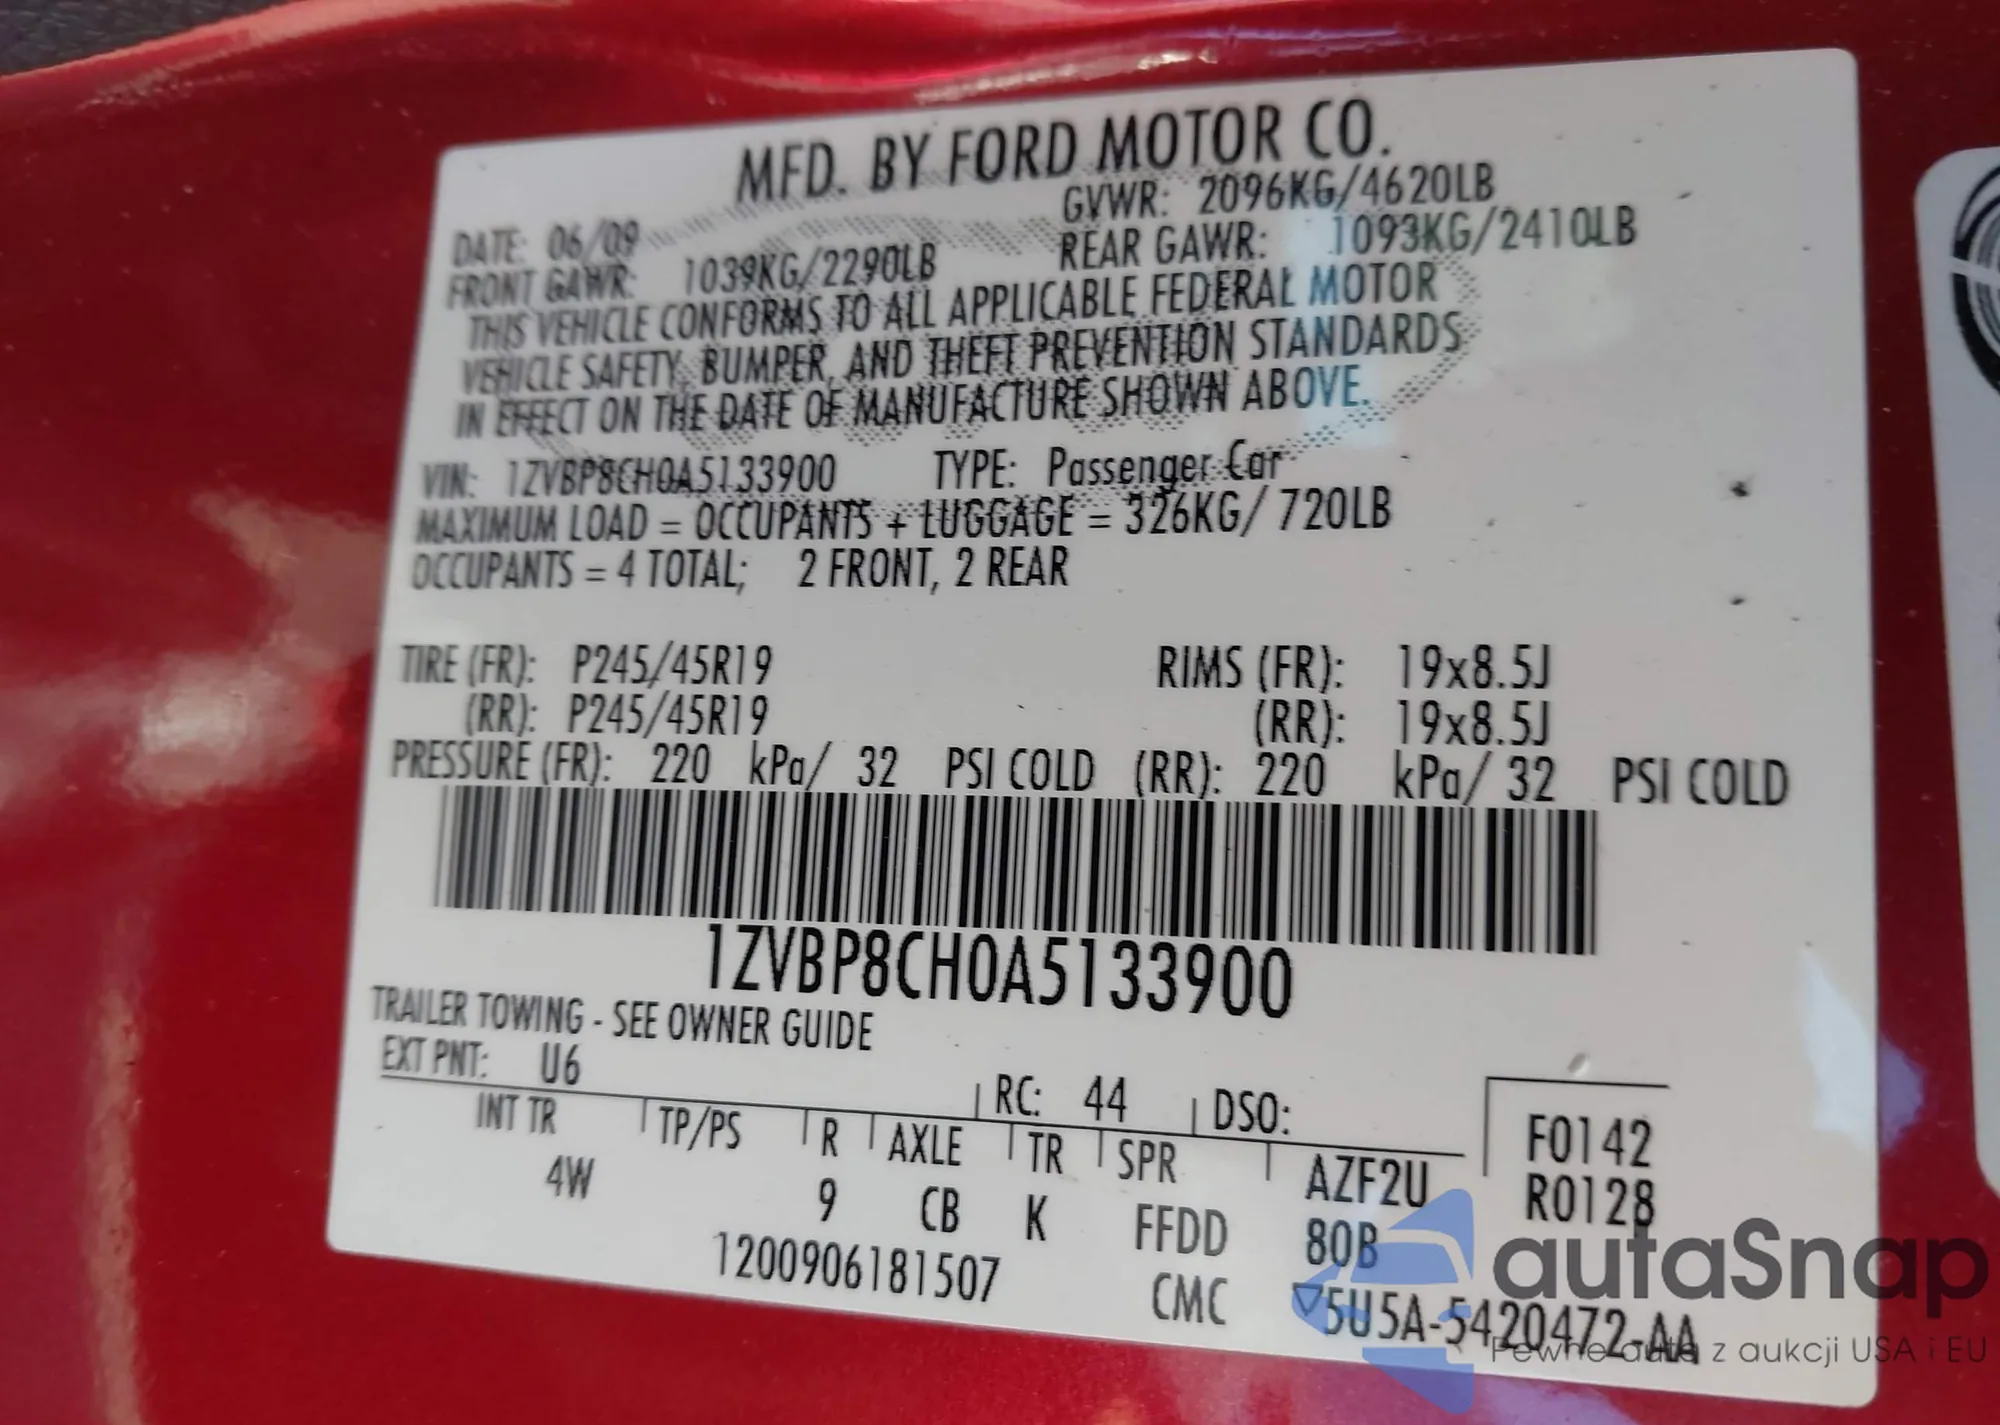 MFD. BY FORD MOTOR CO.
DATE: 06/09 GVWR: 2096KG/4620LB
FRONT GAWR: 1039KG/2290LB REAR GAWR: 1093KG/2410LB
THIS VEHICLE CONFORMS TO ALL APPLICABLE FEDERAL MOTOR
VEHICLE SAFETY, BUMPER, AND THEFT PREVENTION STANDARDS
IN EFFECT ON THE DATE OF MANUFACTURE SHOWN ABOVE.
VIN: 1ZVBP8CH0A5133900 TYPE: Passenger Car
MAXIMUM LOAD = OCCUPANTS + LUGGAGE = 326KG/ 720LB
OCCUPANTS = 4 TOTAL; 2 FRONT, 2 REAR
TIRE (FR): P245/45R19 RIMS (FR): 19x8.5J
(RR): P245/45R19 (RR): 19x8.5J
PRESSURE (FR): 220 kPa/ 32 PSI COLD (RR): 220 kPa/ 32 PSI COLD
1ZVBP8CH0A5133900
TRAILER TOWING - SEE OWNER GUIDE
EXT PNT: U6 RC: 44 DSO: F0142
INT TR TP/PS R AXLE TR SPR AZF2U R0128
4W 9 CB K FFDD 80B
1200906181507 CMC ▽5U5A-5420472-AA
autaSnap
Pewne auta z aukcji USA i EU